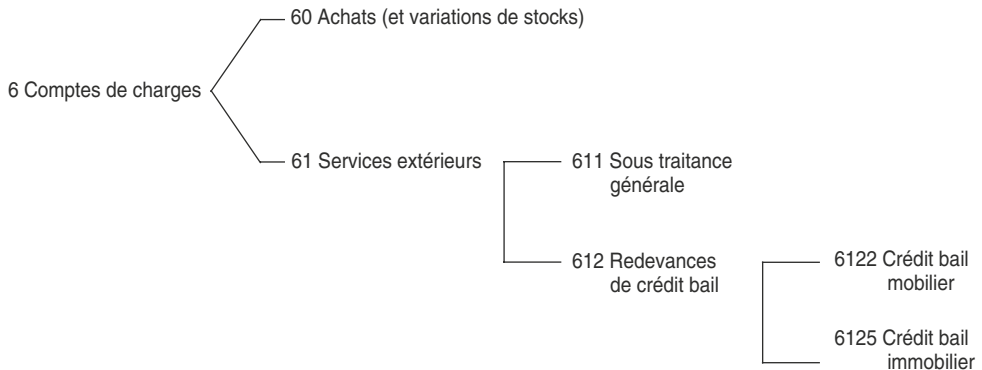 60 Achats (et variations de stocks)
6 Comptes de charges
61 Services extérieurs
611 Sous traitance
générale
612 Redevances
de crédit bail
6122 Crédit bail
mobilier
6125 Crédit bail
immobilier